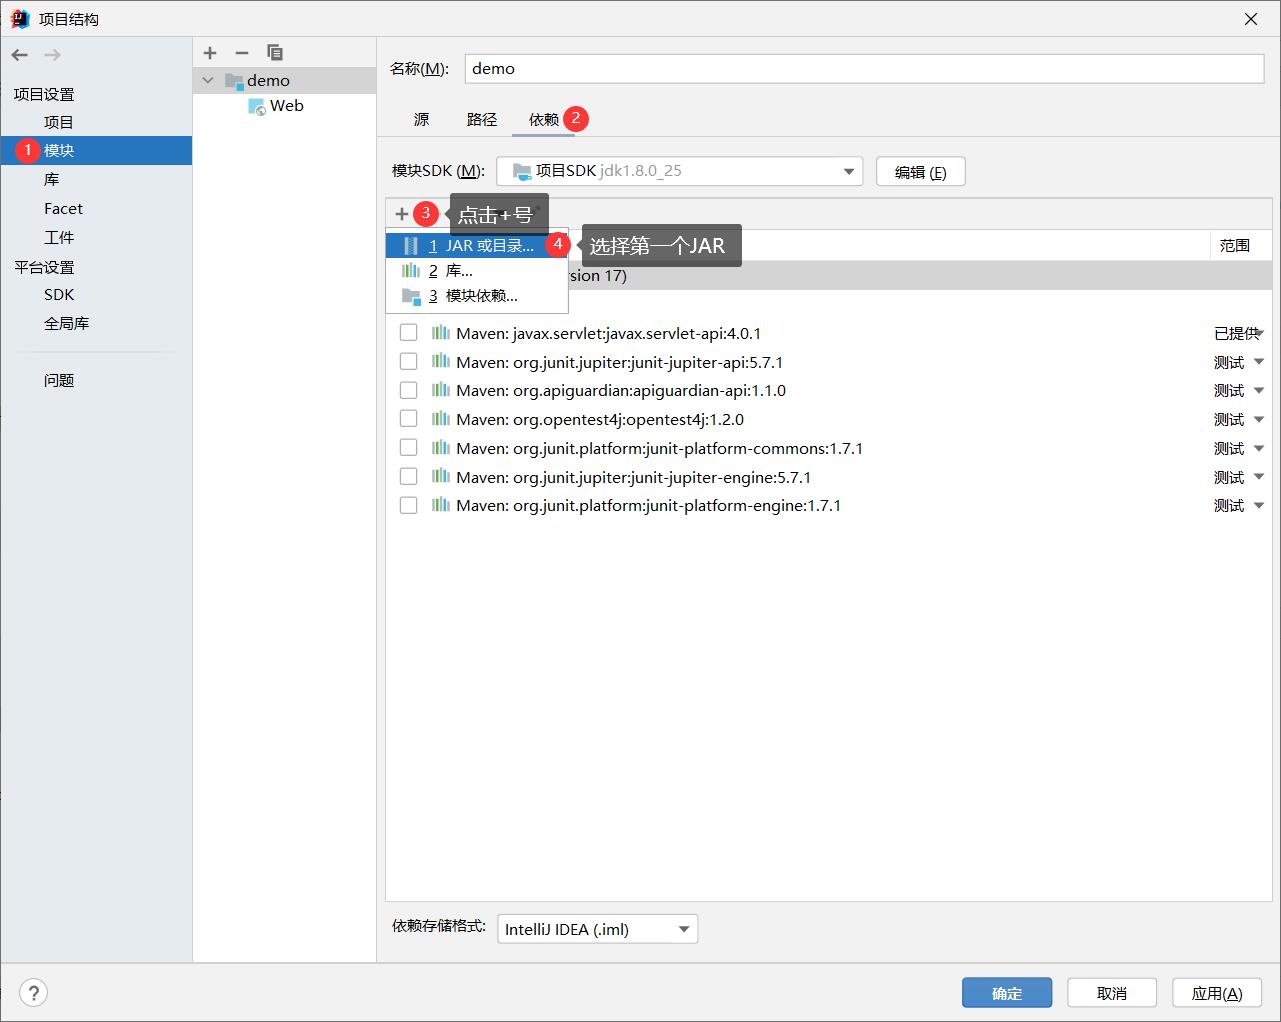 项目结构
项目设置
项目
1 模块
库
Facet
工件
平台设置
SDK
全局库
问题
demo
Web
名称(M): demo
源 路径 依赖 2
模块SDK (M): 项目SDK jdk1.8.0_25 编辑 (E)
3 点击+号
1 JAR 或目录... 4 选择第一个JAR
范围
2 库...
sion 17)
3 模块依赖...
Maven: javax.servlet:javax.servlet-api:4.0.1 已提供
Maven: org.junit.jupiter:junit-jupiter-api:5.7.1 测试
Maven: org.apiguardian:apiguardian-api:1.1.0 测试
Maven: org.opentest4j:opentest4j:1.2.0 测试
Maven: org.junit.platform:junit-platform-commons:1.7.1 测试
Maven: org.junit.jupiter:junit-jupiter-engine:5.7.1 测试
Maven: org.junit.platform:junit-platform-engine:1.7.1 测试
依赖存储格式: IntelliJ IDEA (.iml)
? 确定 取消 应用(A)